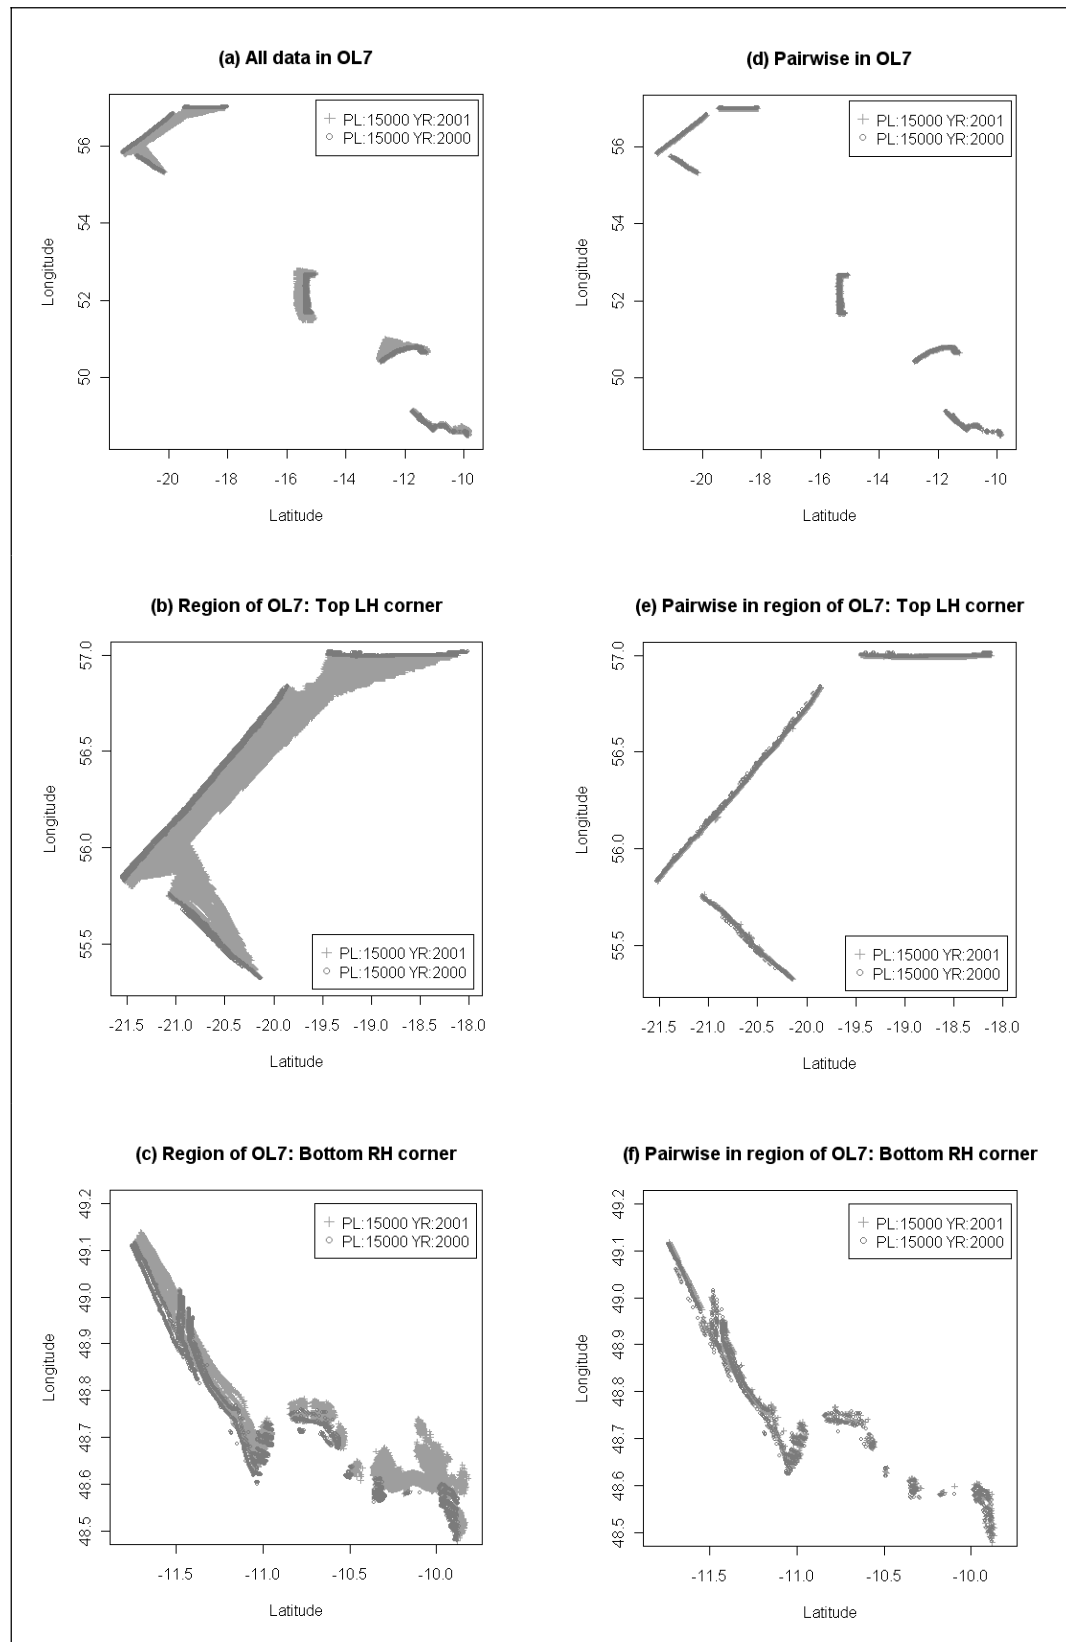 (a) All data in OL7
PL:15000 YR:2001
PL:15000 YR:2000
50 52 54 56
Longitude
-20 -18 -16 -14 -12 -10
Latitude
(d) Pairwise in OL7
PL:15000 YR:2001
PL:15000 YR:2000
50 52 54 56
Longitude
-20 -18 -16 -14 -12 -10
Latitude
(b) Region of OL7: Top LH corner
55.5 56.0 56.5 57.0
Longitude
PL:15000 YR:2001
PL:15000 YR:2000
-21.5 -21.0 -20.5 -20.0 -19.5 -19.0 -18.5 -18.0
Latitude
(e) Pairwise in region of OL7: Top LH corner
55.5 56.0 56.5 57.0
Longitude
PL:15000 YR:2001
PL:15000 YR:2000
-21.5 -21.0 -20.5 -20.0 -19.5 -19.0 -18.5 -18.0
Latitude
(c) Region of OL7: Bottom RH corner
PL:15000 YR:2001
PL:15000 YR:2000
48.5 48.6 48.7 48.8 48.9 49.0 49.1 49.2
Longitude
-11.5 -11.0 -10.5 -10.0
Latitude
(f) Pairwise in region of OL7: Bottom RH corner
PL:15000 YR:2001
PL:15000 YR:2000
48.5 48.6 48.7 48.8 48.9 49.0 49.1 49.2
Longitude
-11.5 -11.0 -10.5 -10.0
Latitude